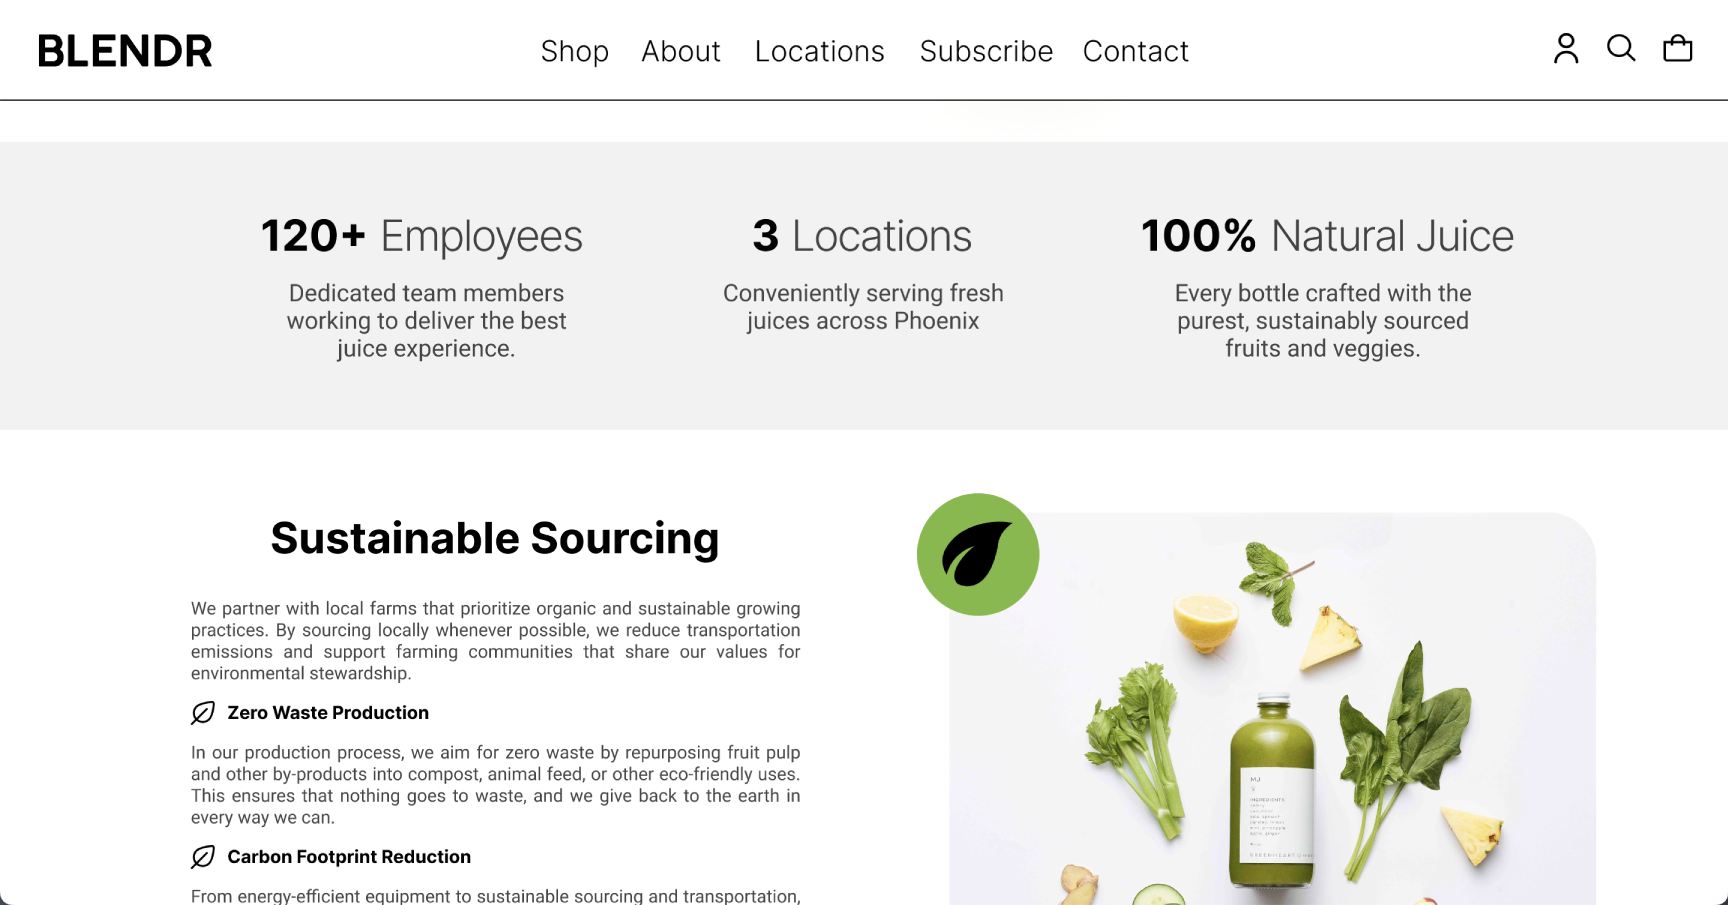 BLENDR
Shop About Locations Subscribe Contact
120+ Employees
Dedicated team members
working to deliver the best
juice experience.
3 Locations
Conveniently serving fresh
juices across Phoenix
100% Natural Juice
Every bottle crafted with the
purest, sustainably sourced
fruits and veggies.
Sustainable Sourcing
We partner with local farms that prioritize organic and sustainable growing
practices. By sourcing locally whenever possible, we reduce transportation
emissions and support farming communities that share our values for
environmental stewardship.
Zero Waste Production
In our production process, we aim for zero waste by repurposing fruit pulp
and other by-products into compost, animal feed, or other eco-friendly uses.
This ensures that nothing goes to waste, and we give back to the earth in
every way we can.
Carbon Footprint Reduction
From energy-efficient equipment to sustainable sourcing and transportation,
MJ
INGREDIENTS